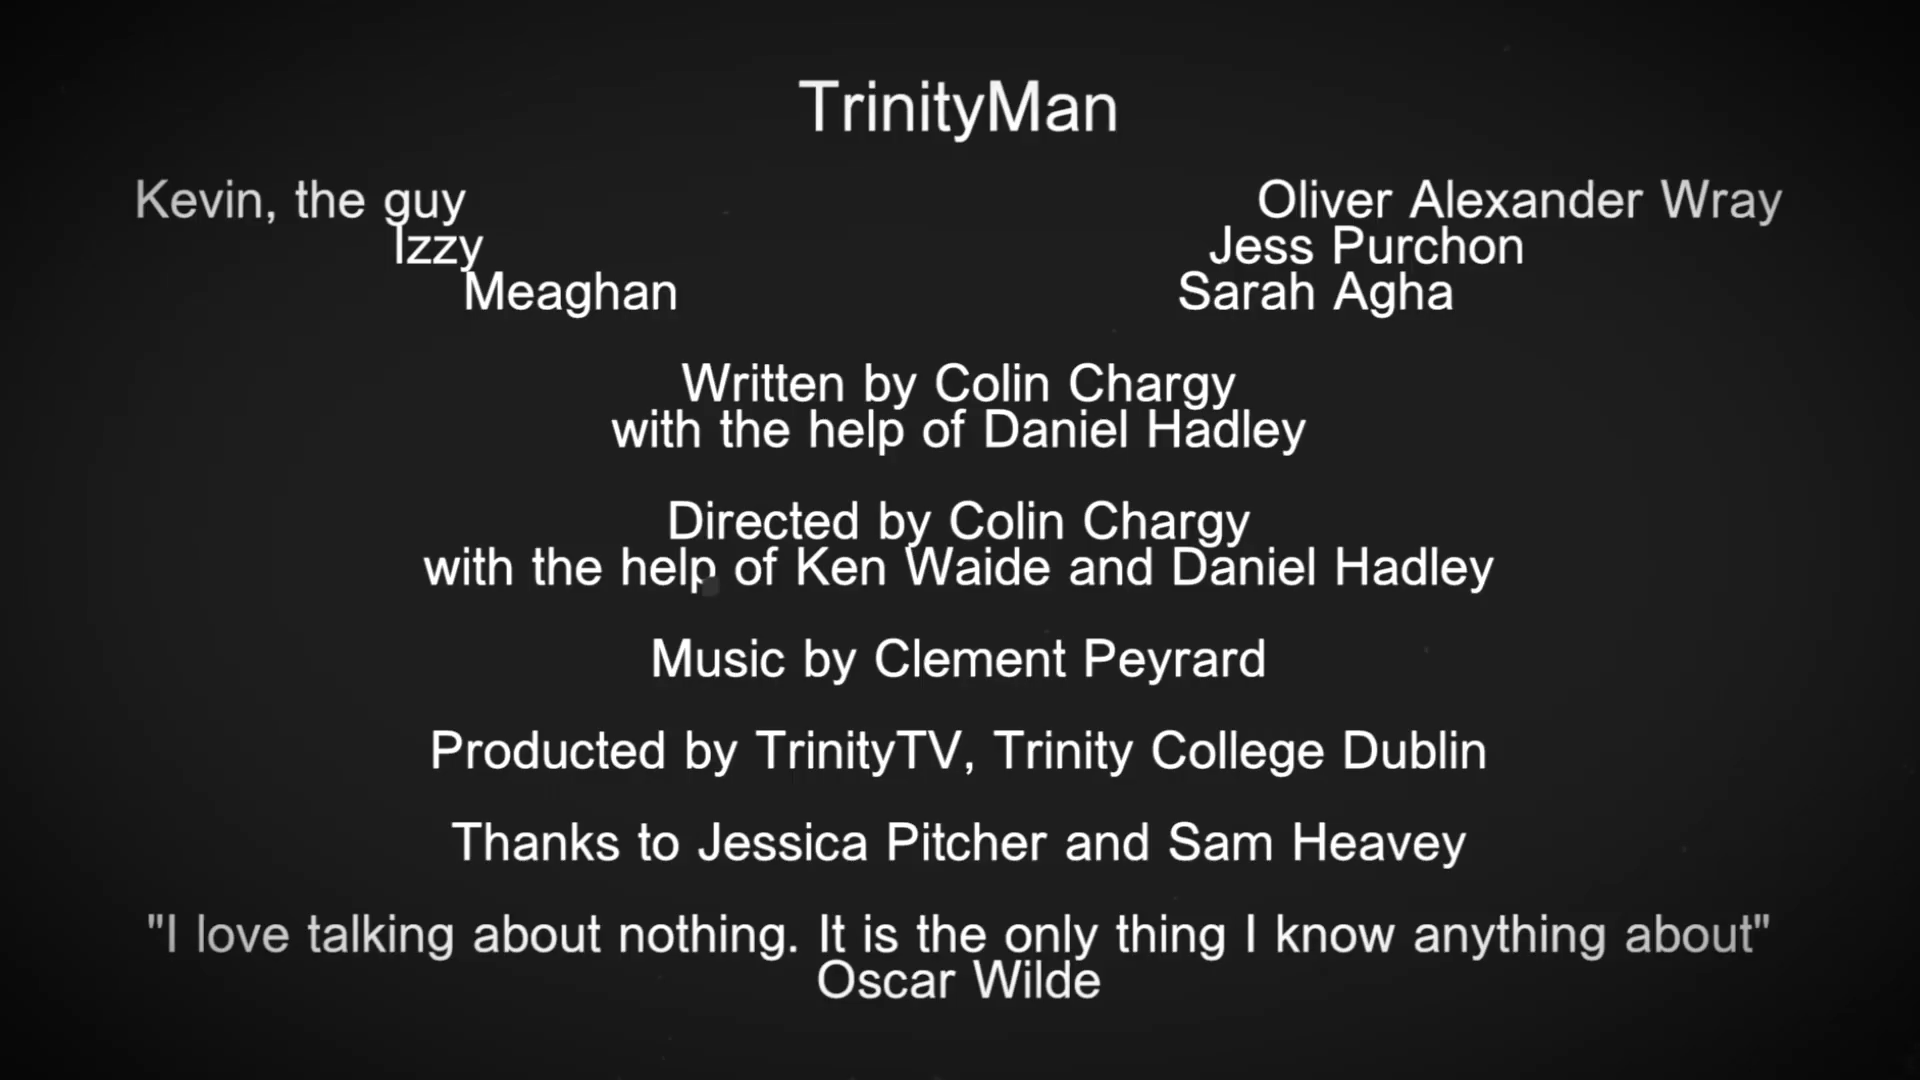 TrinityMan
Kevin, the guy Oliver Alexander Wray
Izzy Jess Purchon
Meaghan Sarah Agha
Written by Colin Chargy
with the help of Daniel Hadley
Directed by Colin Chargy
with the help of Ken Waide and Daniel Hadley
Music by Clement Peyrard
Producted by TrinityTV, Trinity College Dublin
Thanks to Jessica Pitcher and Sam Heavey
"I love talking about nothing. It is the only thing I know anything about"
Oscar Wilde